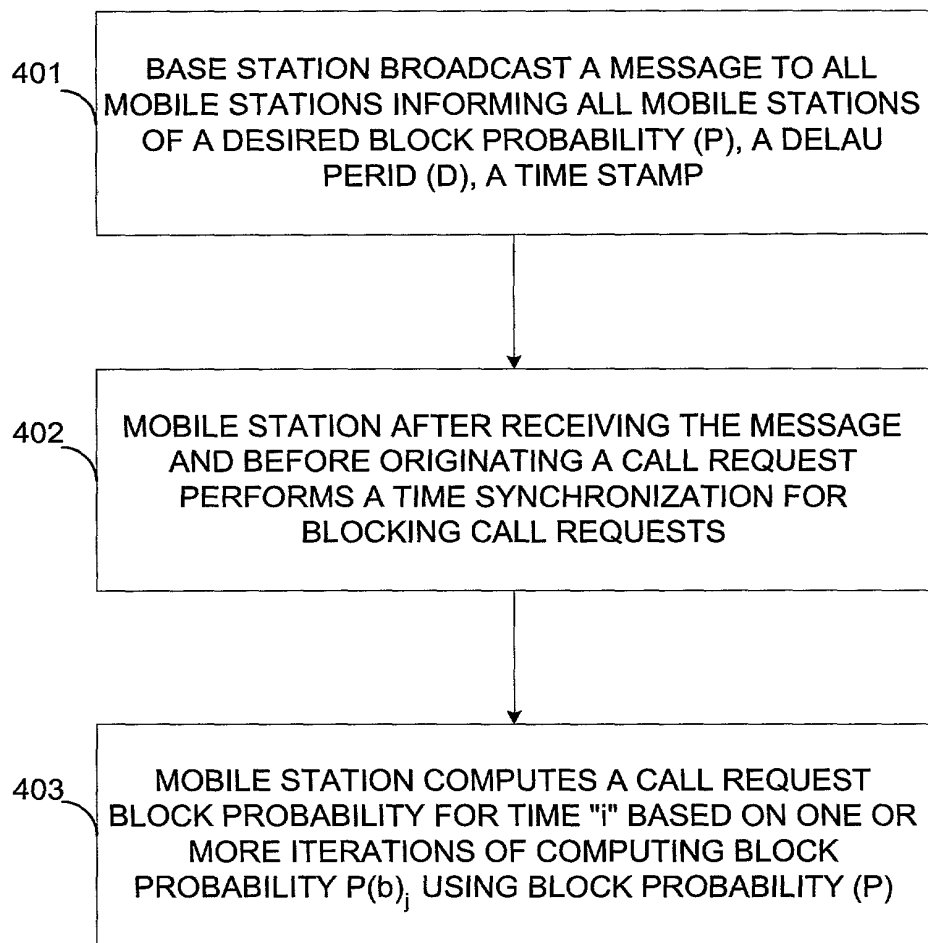 401
BASE STATION BROADCAST A MESSAGE TO ALL
MOBILE STATIONS INFORMING ALL MOBILE STATIONS
OF A DESIRED BLOCK PROBABILITY (P), A DELAU
PERID (D), A TIME STAMP
402
MOBILE STATION AFTER RECEIVING THE MESSAGE
AND BEFORE ORIGINATING A CALL REQUEST
PERFORMS A TIME SYNCHRONIZATION FOR
BLOCKING CALL REQUESTS
403
MOBILE STATION COMPUTES A CALL REQUEST
BLOCK PROBABILITY FOR TIME "i" BASED ON ONE OR
MORE ITERATIONS OF COMPUTING BLOCK
PROBABILITY P(b)j USING BLOCK PROBABILITY (P)